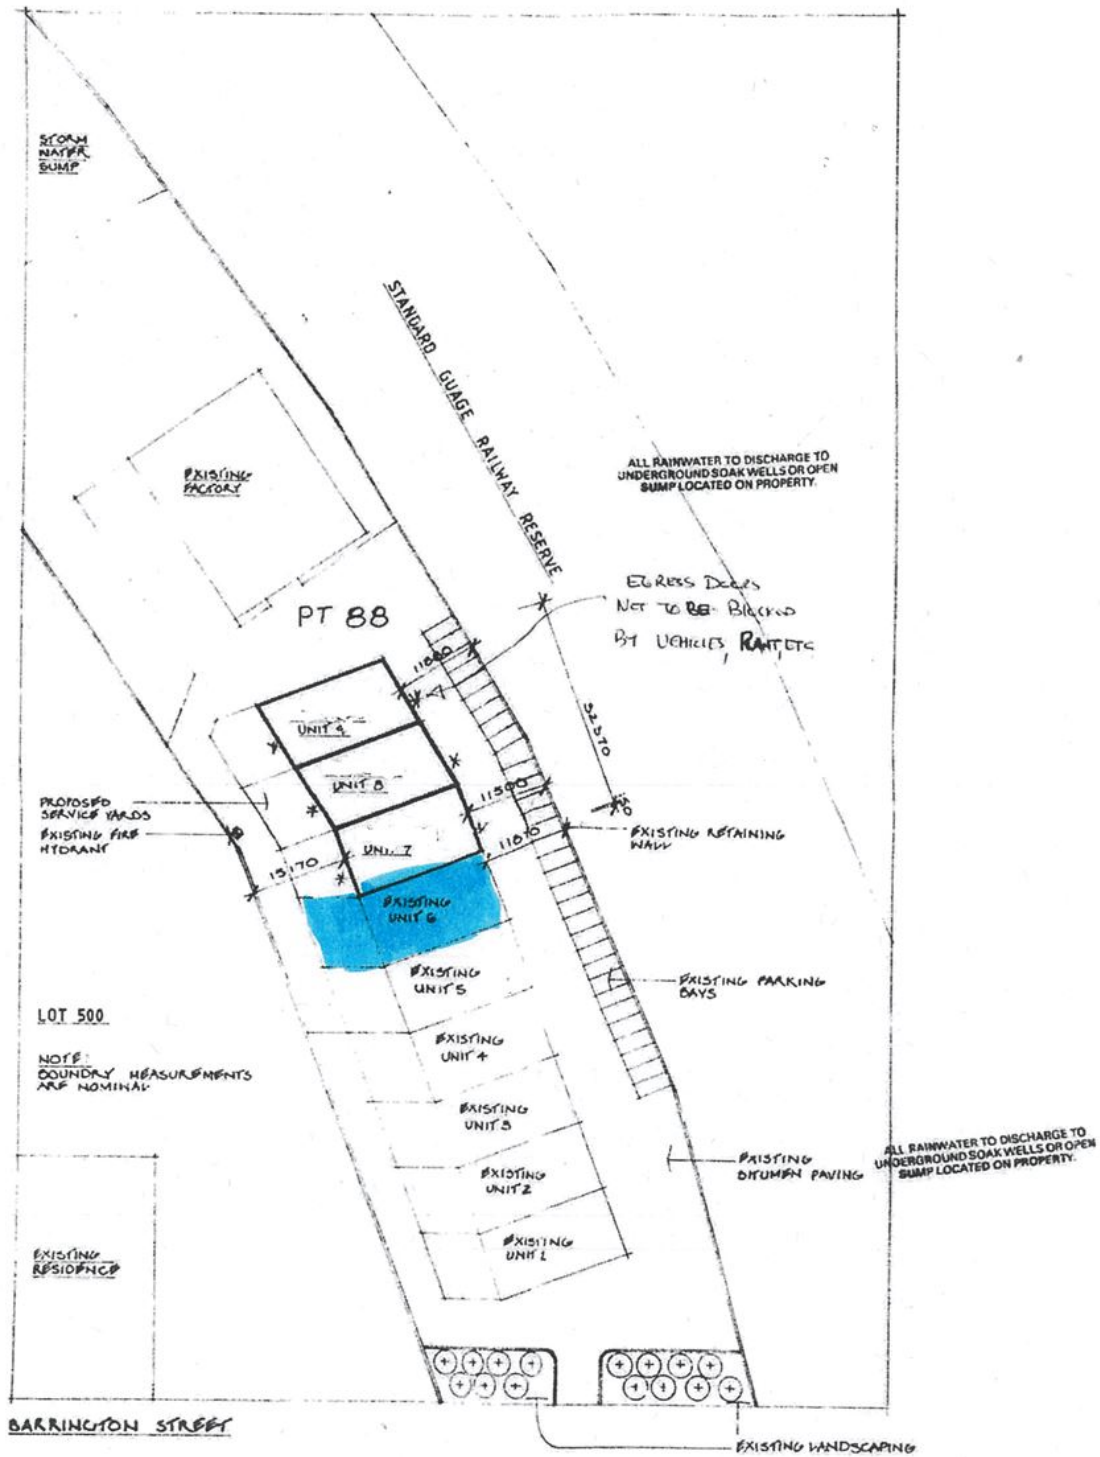 STORM
WATER
SUMP
STANDARD GUAGE RAILWAY RESERVE
EXISTING
FACTORY
ALL RAINWATER TO DISCHARGE TO
UNDERGROUND SOAK WELLS OR OPEN
SUMP LOCATED ON PROPERTY.
EGRESS DOORS
NOT TO BE BLOCKED
BY VEHICLES, PLANT, ETC
PT 88
11880
UNIT 9
52570
UNIT 8
11500
PROPOSED
SERVICE YARDS
EXISTING FIRE
HYDRANT
EXISTING RETAINING
WALL
UNIT 7
11870
15170
EXISTING
UNIT 6
EXISTING
UNIT 5
EXISTING PARKING
BAYS
LOT 500
EXISTING
UNIT 4
NOTE:
BOUNDRY MEASUREMENTS
ARE NOMINAL
EXISTING
UNIT 3
EXISTING
UNIT 2
EXISTING
BITUMEN PAVING
ALL RAINWATER TO DISCHARGE TO
UNDERGROUND SOAK WELLS OR OPEN
SUMP LOCATED ON PROPERTY.
EXISTING
UNIT 1
EXISTING
RESIDENCE
BARRINGTON STREET
EXISTING LANDSCAPING